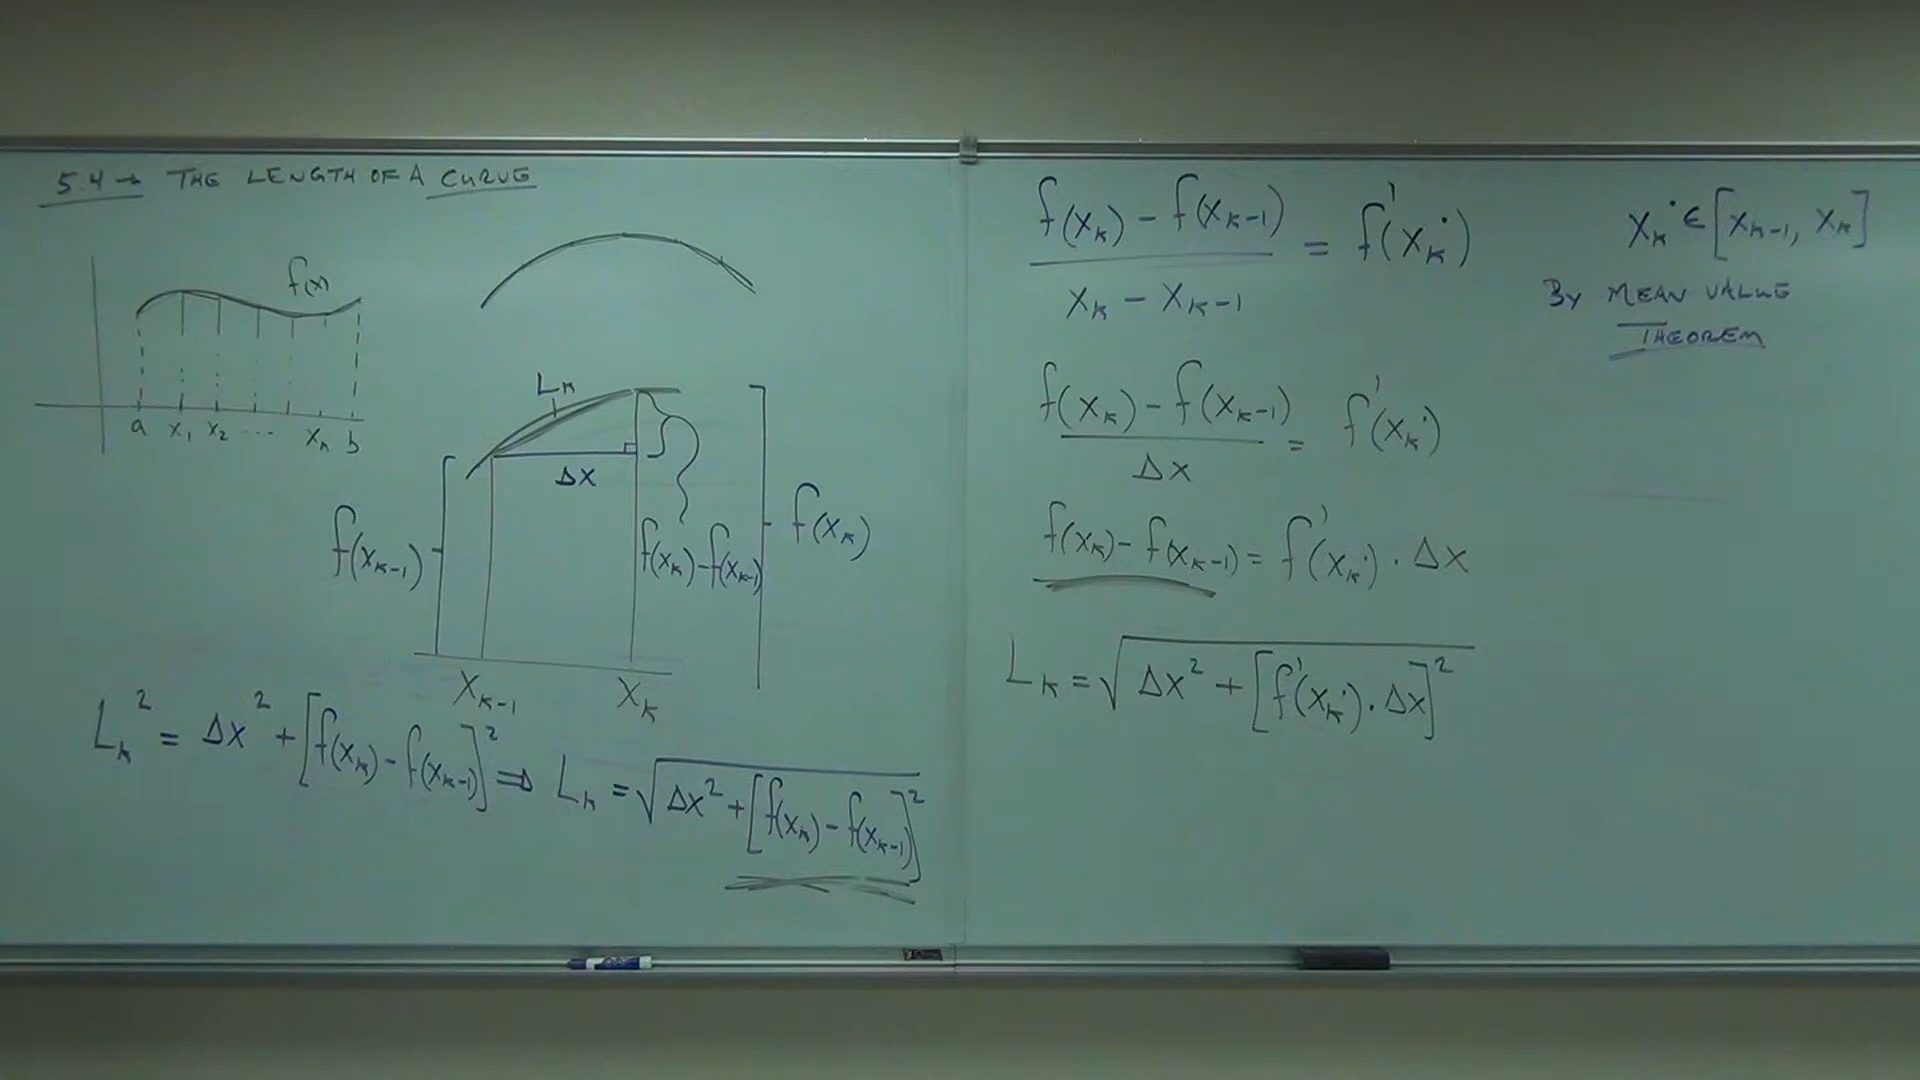 5.4 → THE LENGTH OF A CURVE
f(x)
a x₁ x₂ ... xₙ b
Lₖ
Δx
f(xₖ₋₁)
f(xₖ) - f(xₖ₋₁)
f(xₖ)
xₖ₋₁ xₖ
Lₖ² = Δx² + [f(xₖ) - f(xₖ₋₁)]² ⇒ Lₖ = √(Δx² + [f(xₖ) - f(xₖ₋₁)]²)
(f(xₖ) - f(xₖ₋₁)) / (xₖ - xₖ₋₁) = f'(xₖ˙)
xₖ˙ ∈ [xₖ₋₁, xₖ]
By MEAN VALUE
THEOREM
(f(xₖ) - f(xₖ₋₁)) / Δx = f'(xₖ˙)
f(xₖ) - f(xₖ₋₁) = f'(xₖ˙) · Δx
Lₖ = √(Δx² + [f'(xₖ˙) · Δx]²)